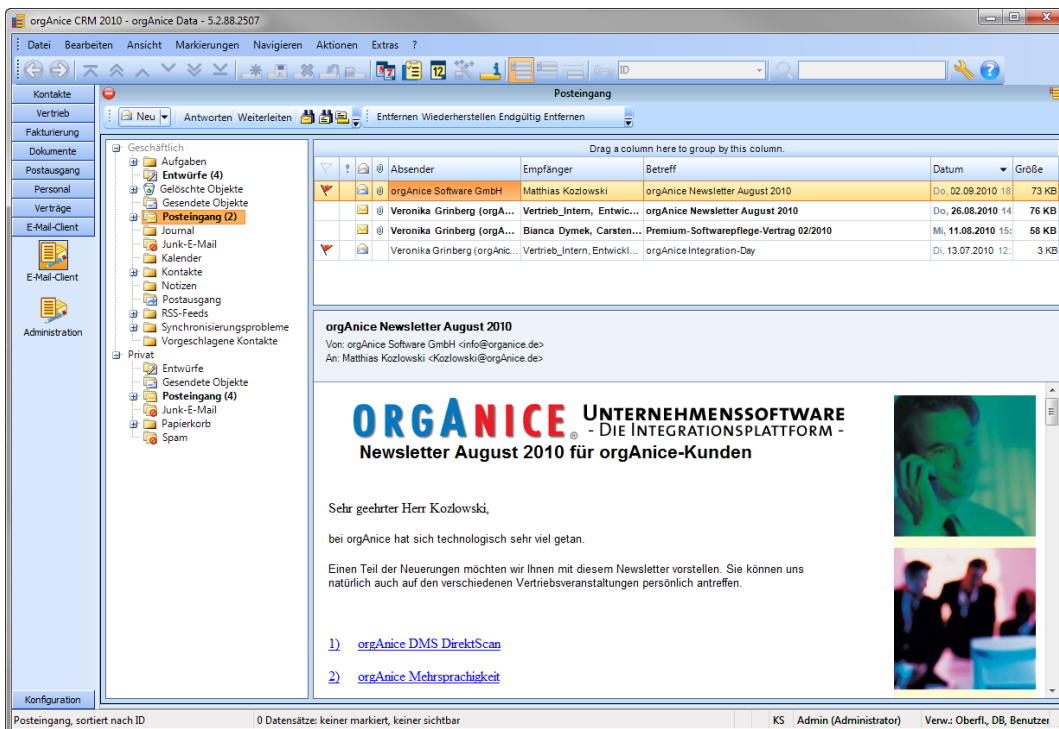 orgAnice CRM 2010 - orgAnice Data - 5.2.88.2507
Datei Bearbeiten Ansicht Markierungen Navigieren Aktionen Extras ?
12 ID
Kontakte
Vertrieb
Fakturierung
Dokumente
Postausgang
Personal
Verträge
E-Mail-Client
E-Mail-Client
Administration
Konfiguration
Posteingang
Neu Antworten Weiterleiten Entfernen Wiederherstellen Endgültig Entfernen
Geschäftlich
Aufgaben
Entwürfe (4)
Gelöschte Objekte
Gesendete Objekte
Posteingang (2)
Journal
Junk-E-Mail
Kalender
Kontakte
Notizen
Postausgang
RSS-Feeds
Synchronisierungsprobleme
Vorgeschlagene Kontakte
Privat
Entwürfe
Gesendete Objekte
Posteingang (4)
Junk-E-Mail
Papierkorb
Spam
Drag a column here to group by this column.
! Absender Empfänger Betreff Datum Größe
orgAnice Software GmbH Matthias Kozlowski orgAnice Newsletter August 2010 Do, 02.09.2010 18 73 KB
Veronika Grinberg (orgA... Vertrieb_Intern, Entwic... orgAnice Newsletter August 2010 Do, 26.08.2010 14 76 KB
Veronika Grinberg (orgA... Bianca Dymek, Carsten... Premium-Softwarepflege-Vertrag 02/2010 Mi, 11.08.2010 15: 58 KB
Veronika Grinberg (orgAnic... Vertrieb_Intern, Entwickl... orgAnice Integration-Day Di, 13.07.2010 12: 3 KB
orgAnice Newsletter August 2010
Von: orgAnice Software GmbH <info@organice.de>
An: Matthias Kozlowski <Kozlowski@orgAnice.de>
ORGANICE® UNTERNEHMENSSOFTWARE
- DIE INTEGRATIONSPLATTFORM -
Newsletter August 2010 für orgAnice-Kunden
Sehr geehrter Herr Kozlowski,
bei orgAnice hat sich technologisch sehr viel getan.
Einen Teil der Neuerungen möchten wir Ihnen mit diesem Newsletter vorstellen. Sie können uns
natürlich auch auf den verschiedenen Vertriebsveranstaltungen persönlich antreffen.
1) orgAnice DMS DirektScan
2) orgAnice Mehrsprachigkeit
Posteingang, sortiert nach ID 0 Datensätze: keiner markiert, keiner sichtbar KS Admin (Administrator) Verw.: Oberfl., DB, Benutzer